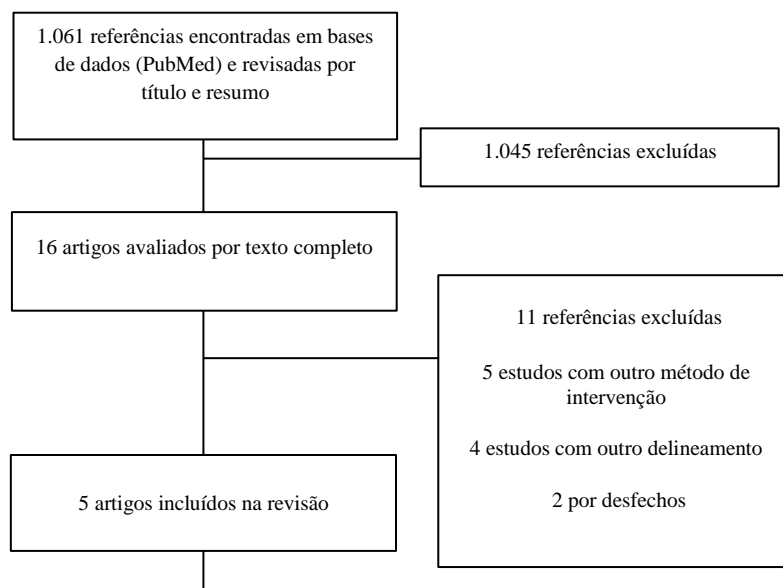 1.061 referências encontradas em bases
de dados (PubMed) e revisadas por
título e resumo
1.045 referências excluídas
16 artigos avaliados por texto completo
11 referências excluídas
5 estudos com outro método de
intervenção
4 estudos com outro delineamento
2 por desfechos
5 artigos incluídos na revisão